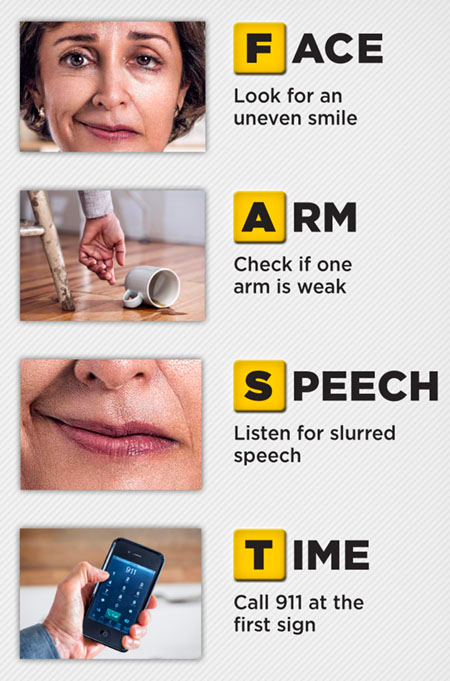 FACE
Look for an
uneven smile
ARM
Check if one
arm is weak
SPEECH
Listen for slurred
speech
TIME
Call 911 at the
first sign
911